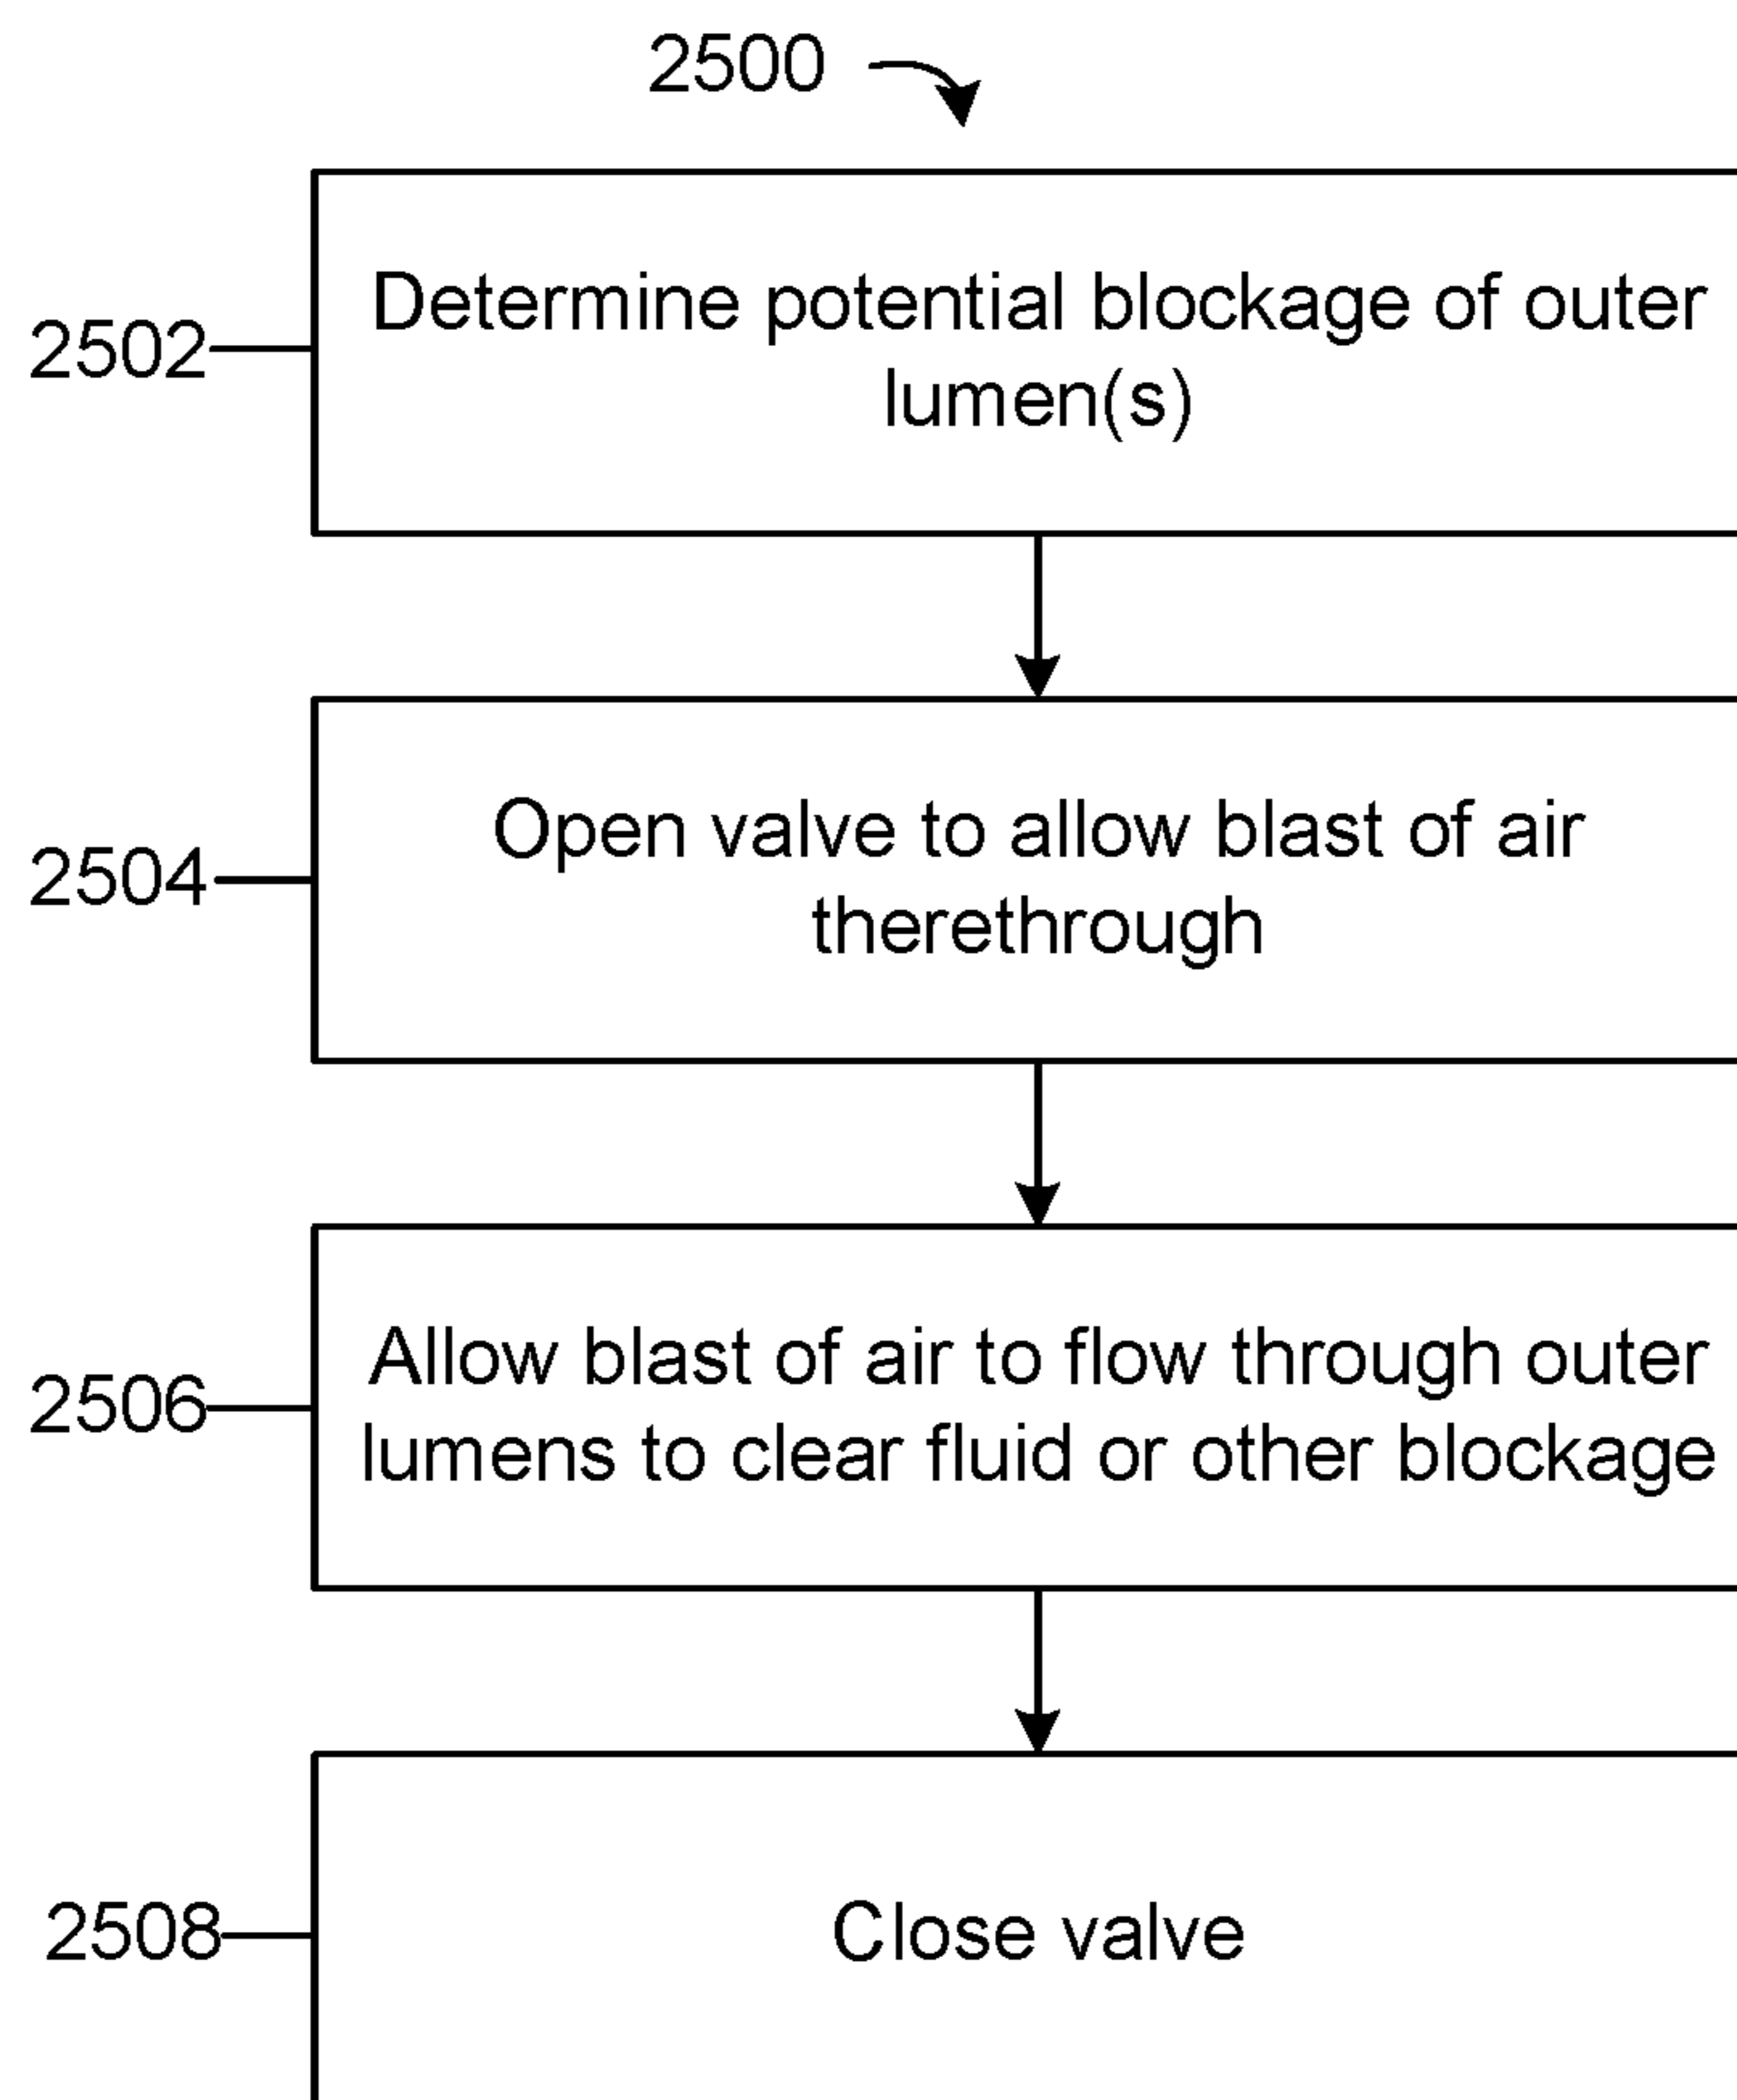 2500
2502
Determine potential blockage of outer
lumen(s)
2504
Open valve to allow blast of air
therethrough
2506
Allow blast of air to flow through outer
lumens to clear fluid or other blockage
2508
Close valve